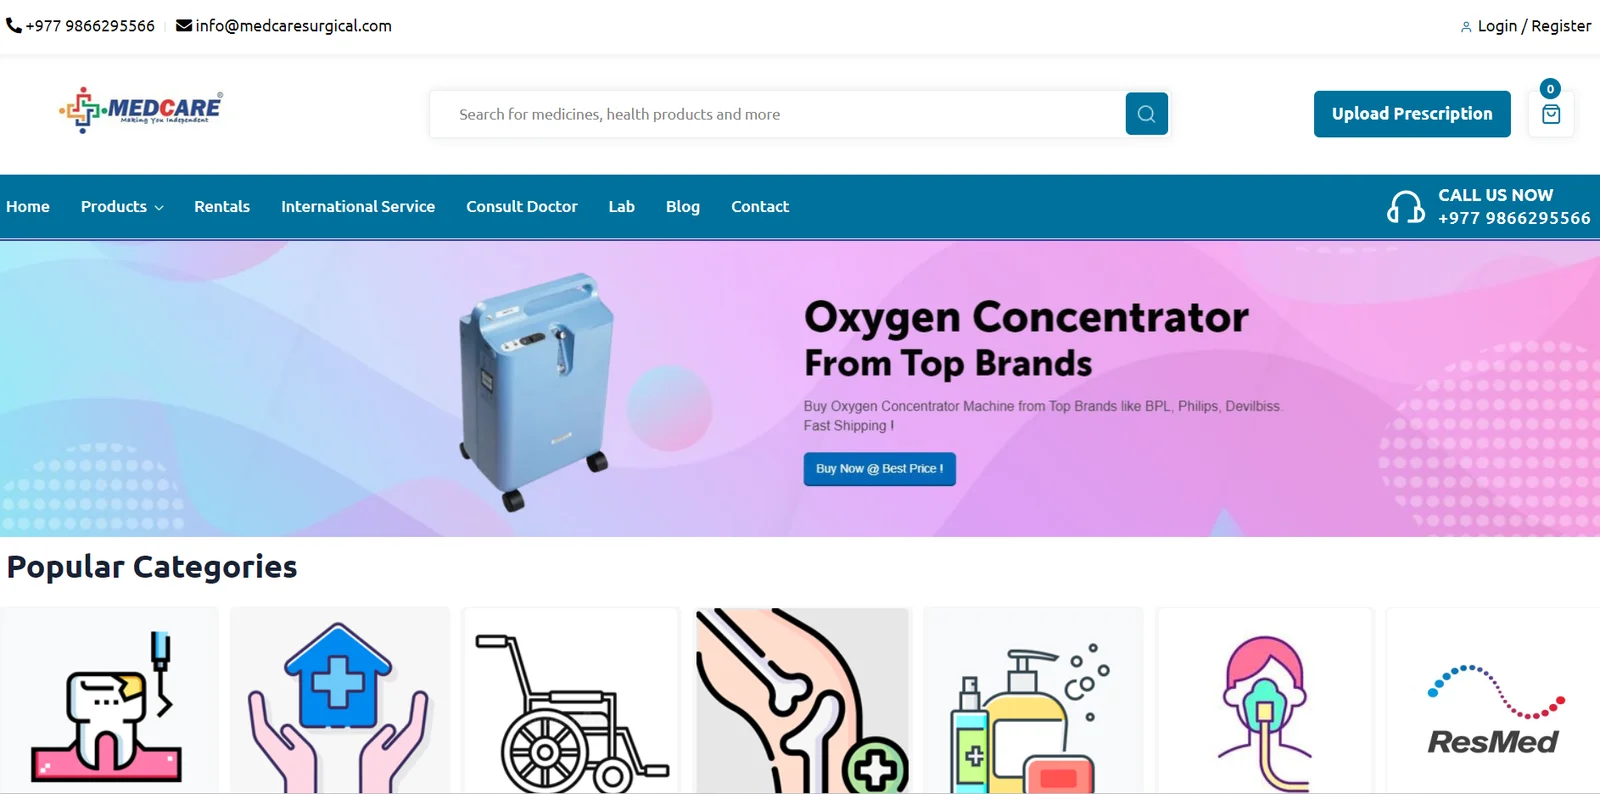 +977 9866295566
info@medcaresurgical.com
Login / Register
MEDCARE®
Making You Independent
Search for medicines, health products and more
Upload Prescription
0
Home
Products
Rentals
International Service
Consult Doctor
Lab
Blog
Contact
CALL US NOW
+977 9866295566
Oxygen Concentrator
From Top Brands
Buy Oxygen Concentrator Machine from Top Brands like BPL, Philips, Devilbiss.
Fast Shipping !
Buy Now @ Best Price !
Popular Categories
ResMed